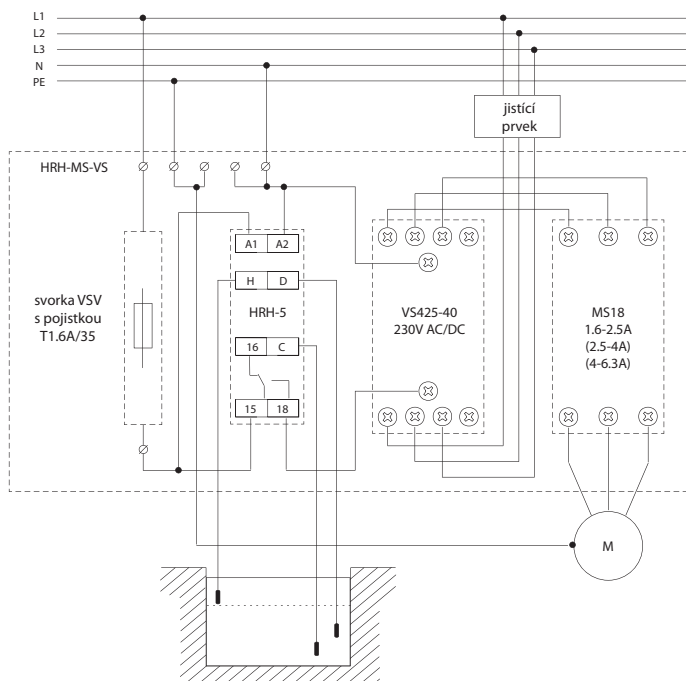 L1
L2
L3
N
PE
jistící
prvek
HRH-MS-VS
A1 A2
H D
HRH-5
16 C
15 18
svorka VSV
s pojistkou
T1.6A/35
VS425-40
230V AC/DC
MS18
1.6-2.5A
(2.5-4A)
(4-6.3A)
M